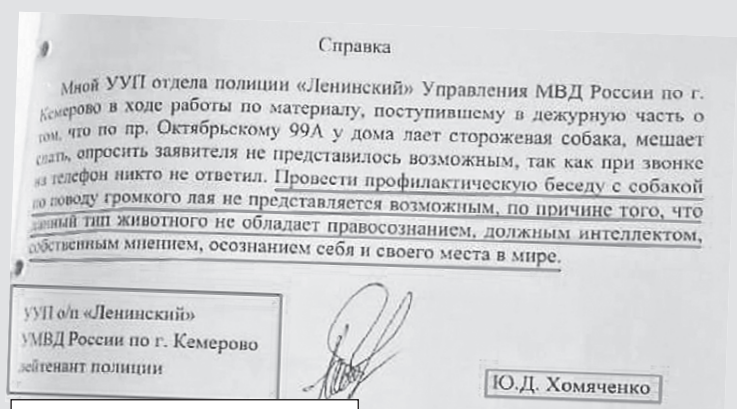 Справка
Мной УУП отдела полиции «Ленинский» Управления МВД России по г.
Кемерово в ходе работы по материалу, поступившему в дежурную часть о
том, что по пр. Октябрьскому 99А у дома лает сторожевая собака, мешает
спать, опросить заявителя не представилось возможным, так как при звонке
на телефон никто не ответил. Провести профилактическую беседу с собакой
по поводу громкого лая не представляется возможным, по причине того, что
данный тип животного не обладает правосознанием, должным интеллектом,
собственным мнением, осознанием себя и своего места в мире.
УУП о/п «Ленинский»
УМВД России по г. Кемерово
лейтенант полиции
Ю.Д. Хомяченко